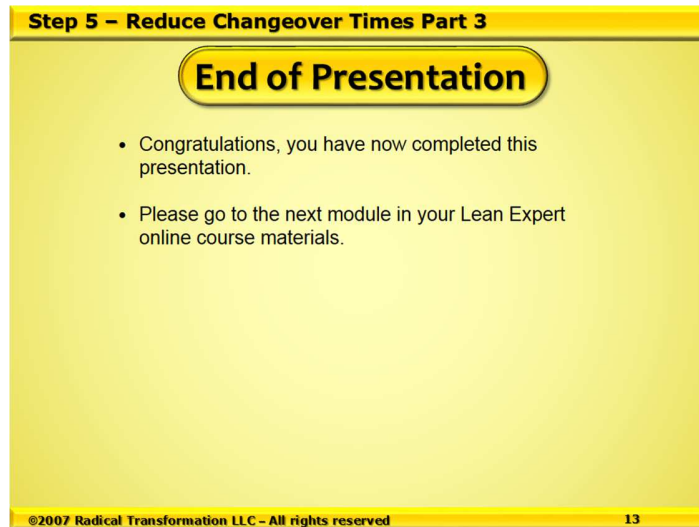 Step 5 – Reduce Changeover Times Part 3
End of Presentation
• Congratulations, you have now completed this
presentation.
• Please go to the next module in your Lean Expert
online course materials.
©2007 Radical Transformation LLC – All rights reserved
13